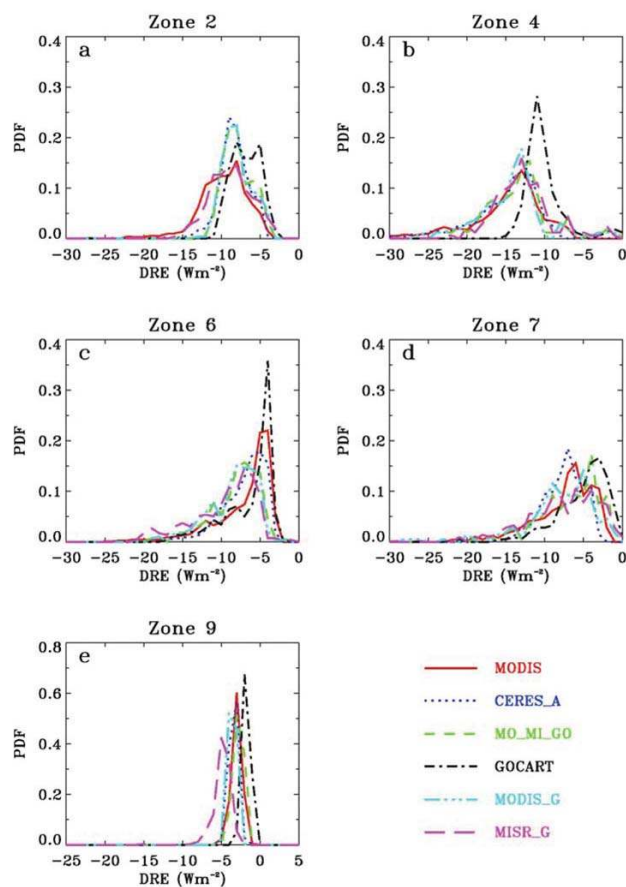 Zone 2
a
PDF
0.4
0.3
0.2
0.1
0.0
-30 -25 -20 -15 -10 -5 0
DRE (Wm⁻²)
Zone 4
b
PDF
0.4
0.3
0.2
0.1
0.0
-30 -25 -20 -15 -10 -5 0
DRE (Wm⁻²)
Zone 6
c
PDF
0.4
0.3
0.2
0.1
0.0
-30 -25 -20 -15 -10 -5 0
DRE (Wm⁻²)
Zone 7
d
PDF
0.4
0.3
0.2
0.1
0.0
-30 -25 -20 -15 -10 -5 0
DRE (Wm⁻²)
Zone 9
e
PDF
0.8
0.6
0.4
0.2
0.0
-25 -20 -15 -10 -5 0 5
DRE (Wm⁻²)
MODIS
CERES_A
MO_MI_GO
GOCART
MODIS_G
MISR_G